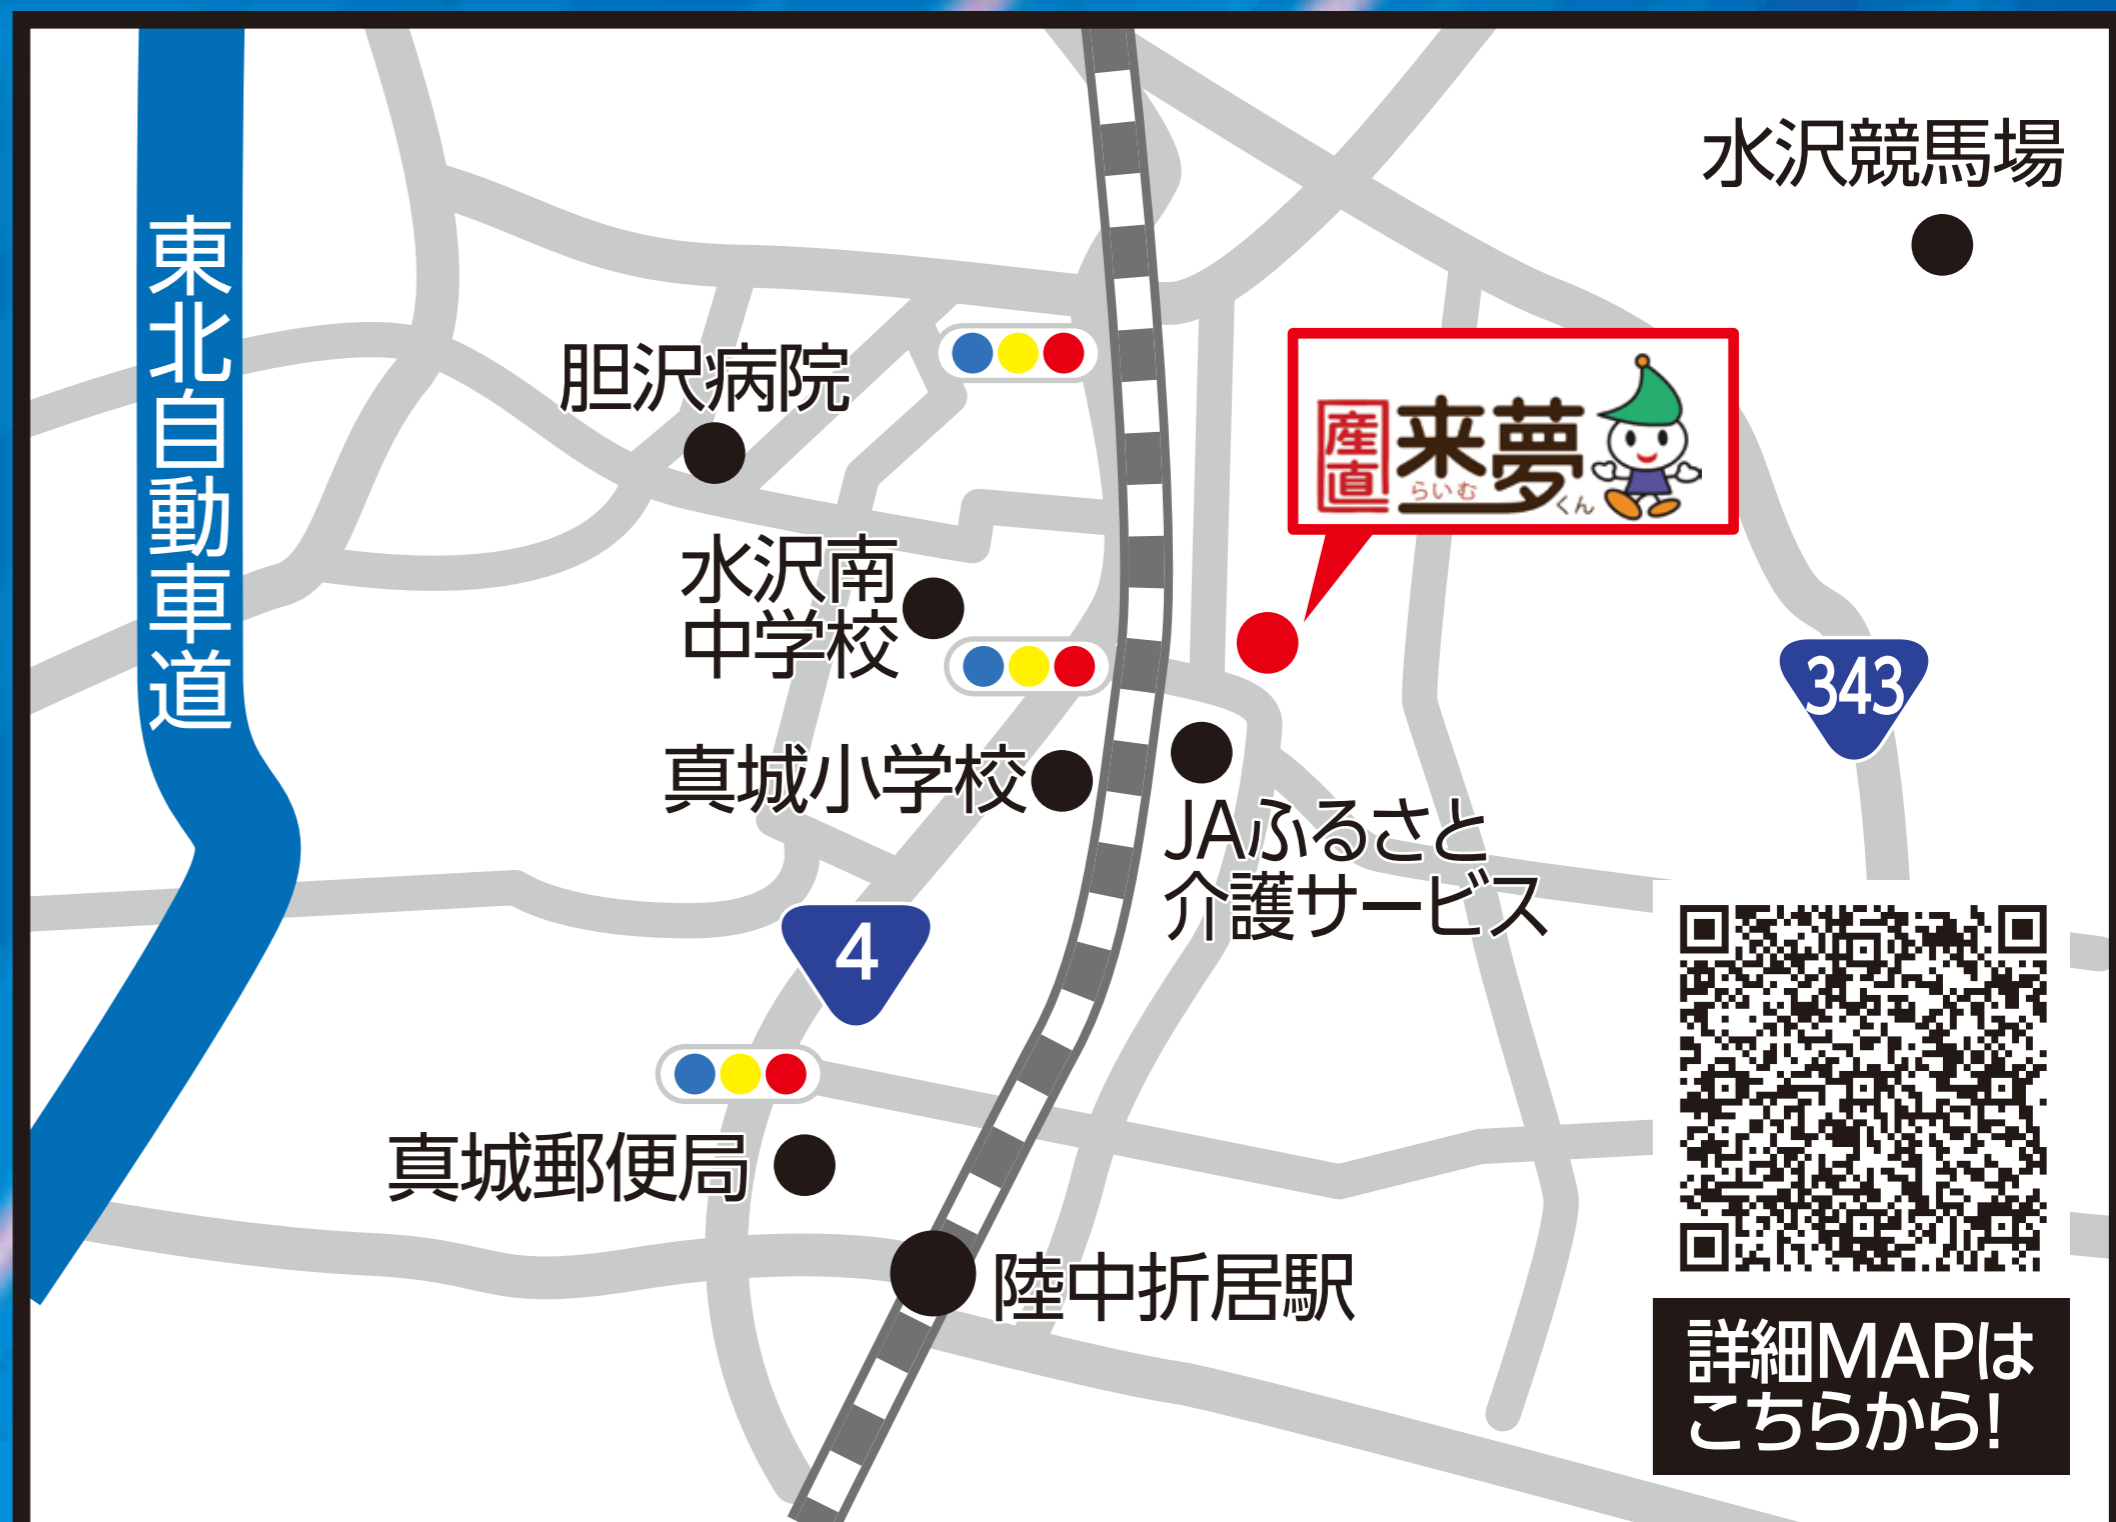 水沢競馬場
東北自動車道
胆沢病院
産直
来夢くん
らいむ
水沢南
中学校
343
真城小学校
JAふるさと
介護サービス
4
真城郵便局
陸中折居駅
詳細MAPは
こちらから!